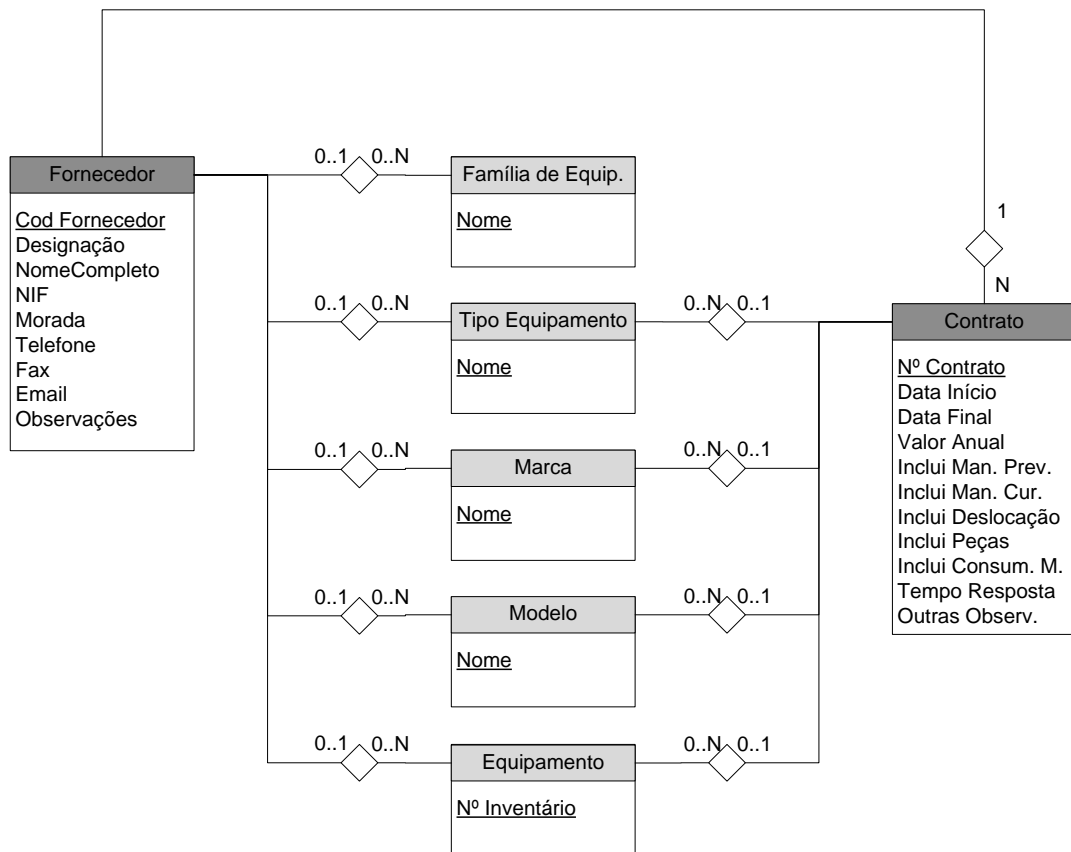 Fornecedor
Cod Fornecedor
Designação
NomeCompleto
NIF
Morada
Telefone
Fax
Email
Observações
0..1 0..N
Família de Equip.
Nome
0..1 0..N
Tipo Equipamento
Nome
0..N 0..1
0..1 0..N
Marca
Nome
0..N 0..1
0..1 0..N
Modelo
Nome
0..N 0..1
0..1 0..N
Equipamento
Nº Inventário
0..N 0..1
1
N
Contrato
Nº Contrato
Data Início
Data Final
Valor Anual
Inclui Man. Prev.
Inclui Man. Cur.
Inclui Deslocação
Inclui Peças
Inclui Consum. M.
Tempo Resposta
Outras Observ.